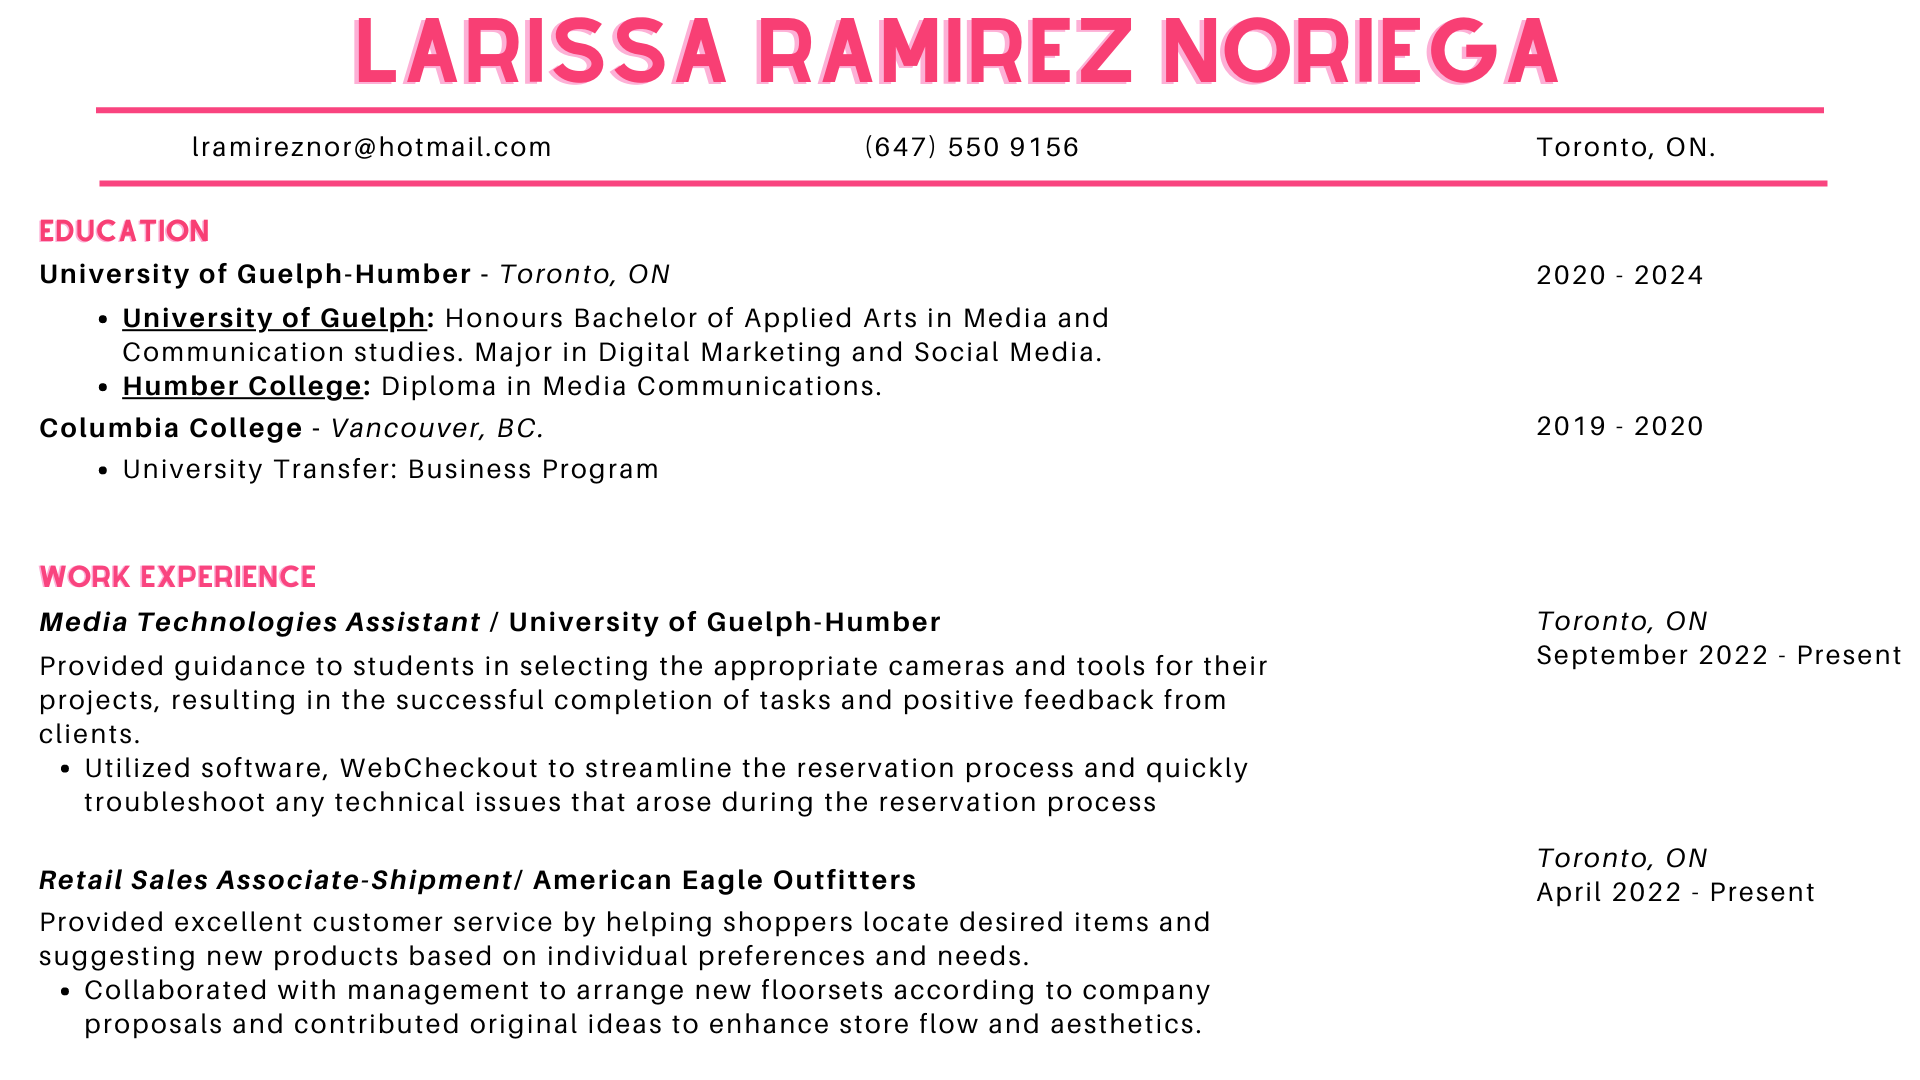 LARISSA RAMIREZ NORIEGA
lramireznor@hotmail.com (647) 550 9156 Toronto, ON.
EDUCATION
University of Guelph-Humber - Toronto, ON 2020 - 2024
• University of Guelph: Honours Bachelor of Applied Arts in Media and
Communication studies. Major in Digital Marketing and Social Media.
• Humber College: Diploma in Media Communications.
Columbia College - Vancouver, BC. 2019 - 2020
• University Transfer: Business Program
WORK EXPERIENCE
Media Technologies Assistant / University of Guelph-Humber Toronto, ON
September 2022 - Present
Provided guidance to students in selecting the appropriate cameras and tools for their
projects, resulting in the successful completion of tasks and positive feedback from
clients.
• Utilized software, WebCheckout to streamline the reservation process and quickly
troubleshoot any technical issues that arose during the reservation process
Retail Sales Associate-Shipment/ American Eagle Outfitters Toronto, ON
April 2022 - Present
Provided excellent customer service by helping shoppers locate desired items and
suggesting new products based on individual preferences and needs.
• Collaborated with management to arrange new floorsets according to company
proposals and contributed original ideas to enhance store flow and aesthetics.